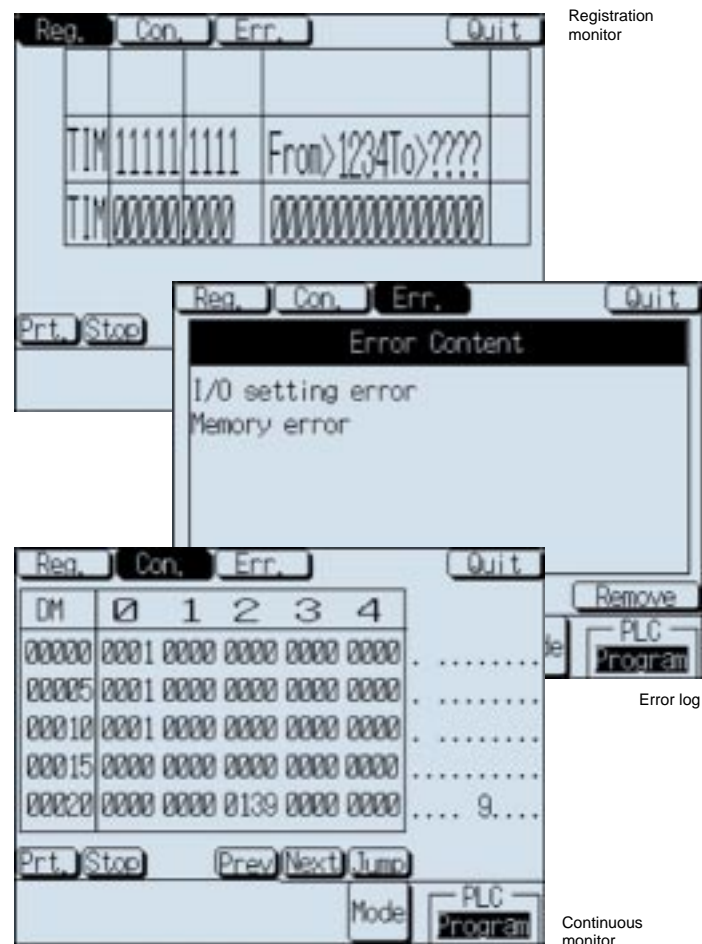 Reg. Con. Err. Quit
Registration
monitor
TIM 11111 1111 From>1234To>????
TIM 00000 0000 00000000000000
Prt. Stop
Reg. Con. Err. Quit
Error Content
I/O setting error
Memory error
Remove
PLC
Program
Error log
Reg. Con. Err. Quit
DM 0 1 2 3 4
00000 0001 0000 0000 0000 0000 . ........
00005 0001 0000 0000 0000 0000 . ........
00010 0001 0000 0000 0000 0000 . ........
00015 0000 0000 0000 0000 0000 ..........
00020 0000 0000 0139 0000 0000 .... 9....
Prt. Stop Prev Next Jump
Mode PLC
Program
Continuous
monitor